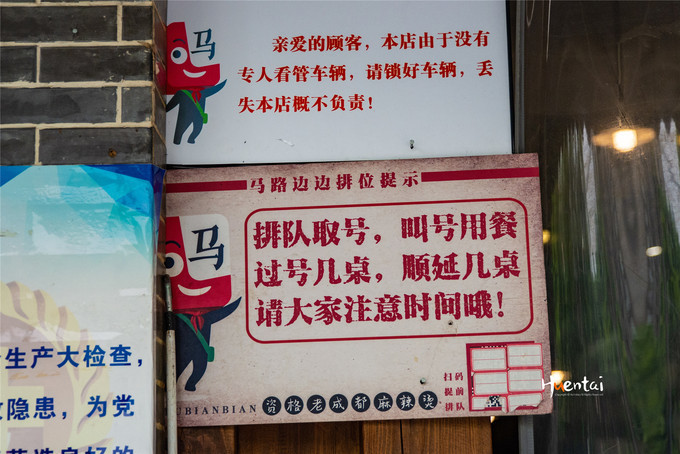 马
亲爱的顾客，本店由于没有
专人看管车辆，请锁好车辆，丢
失本店概不负责！
马路边边排位提示
马
排队取号，叫号用餐
过号几桌，顺延几桌
请大家注意时间哦！
扫码
提前
排队
UBIANBIAN 资格老成都麻辣烫
生产大检查，
隐患，为党
H entai